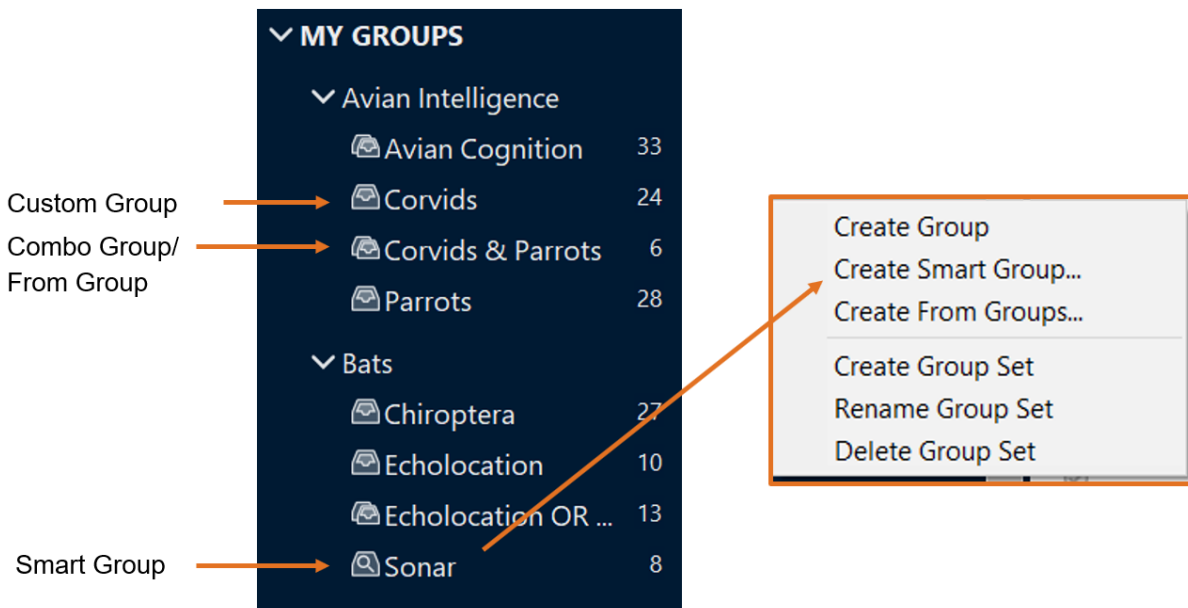 MY GROUPS
Avian Intelligence
Avian Cognition 33
Custom Group
Corvids 24
Combo Group/
From Group
Corvids & Parrots 6
Parrots 28
Bats
Chiroptera 27
Echolocation 10
Echolocation OR ... 13
Smart Group
Sonar 8
Create Group
Create Smart Group...
Create From Groups...
Create Group Set
Rename Group Set
Delete Group Set